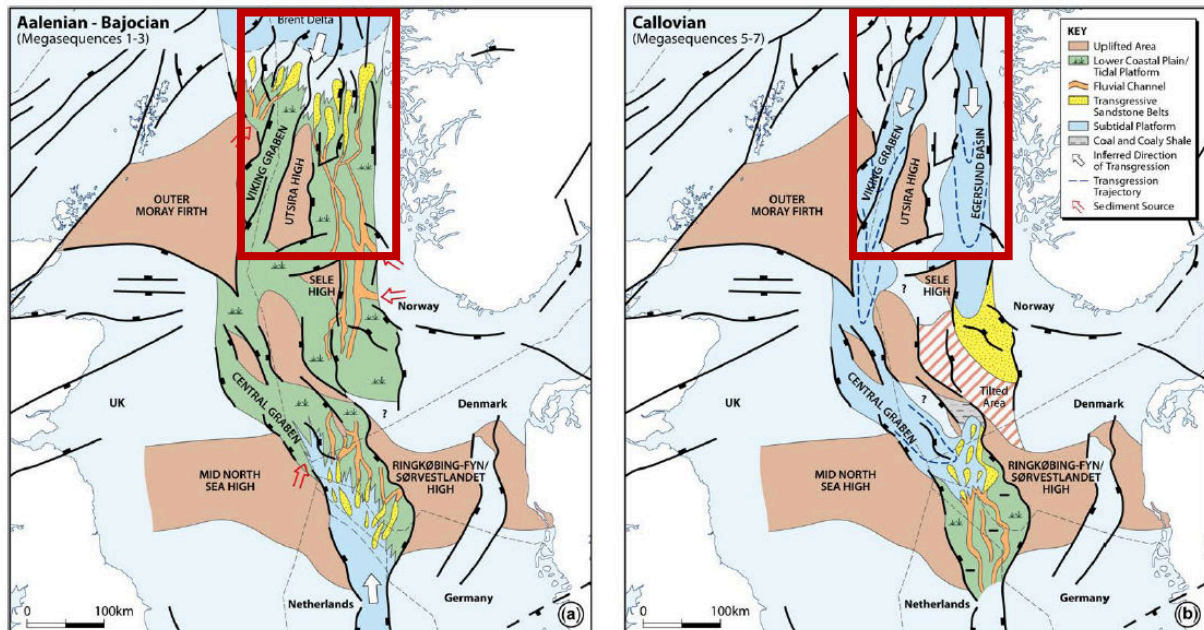 Aalenian - Bajocian
(Megasequences 1-3)
Brent Delta
VIKING GRABEN
UTSIRA HIGH
OUTER
MORAY FIRTH
SELE
HIGH
Norway
CENTRAL GRABEN
UK
?
Denmark
MID NORTH
SEA HIGH
RINGKØBING-FYN/
SØRVESTLANDET
HIGH
Netherlands
Germany
0
100km
(a)
Callovian
(Megasequences 5-7)
KEY
Uplifted Area
Lower Coastal Plain/
Tidal Platform
Fluvial Channel
Transgressive
Sandstone Belts
Subtidal Platform
Coal and Coaly Shale
Inferred Direction
of Transgression
Transgression
Trajectory
Sediment Source
VIKING GRABEN
UTSIRA HIGH
EGERSUND BASIN
OUTER
MORAY FIRTH
?
SELE
HIGH
Norway
CENTRAL GRABEN
UK
?
Tilted
Area
Denmark
MID NORTH
SEA HIGH
RINGKØBING-FYN/
SØRVESTLANDET
HIGH
Netherlands
Germany
0
100km
(b)